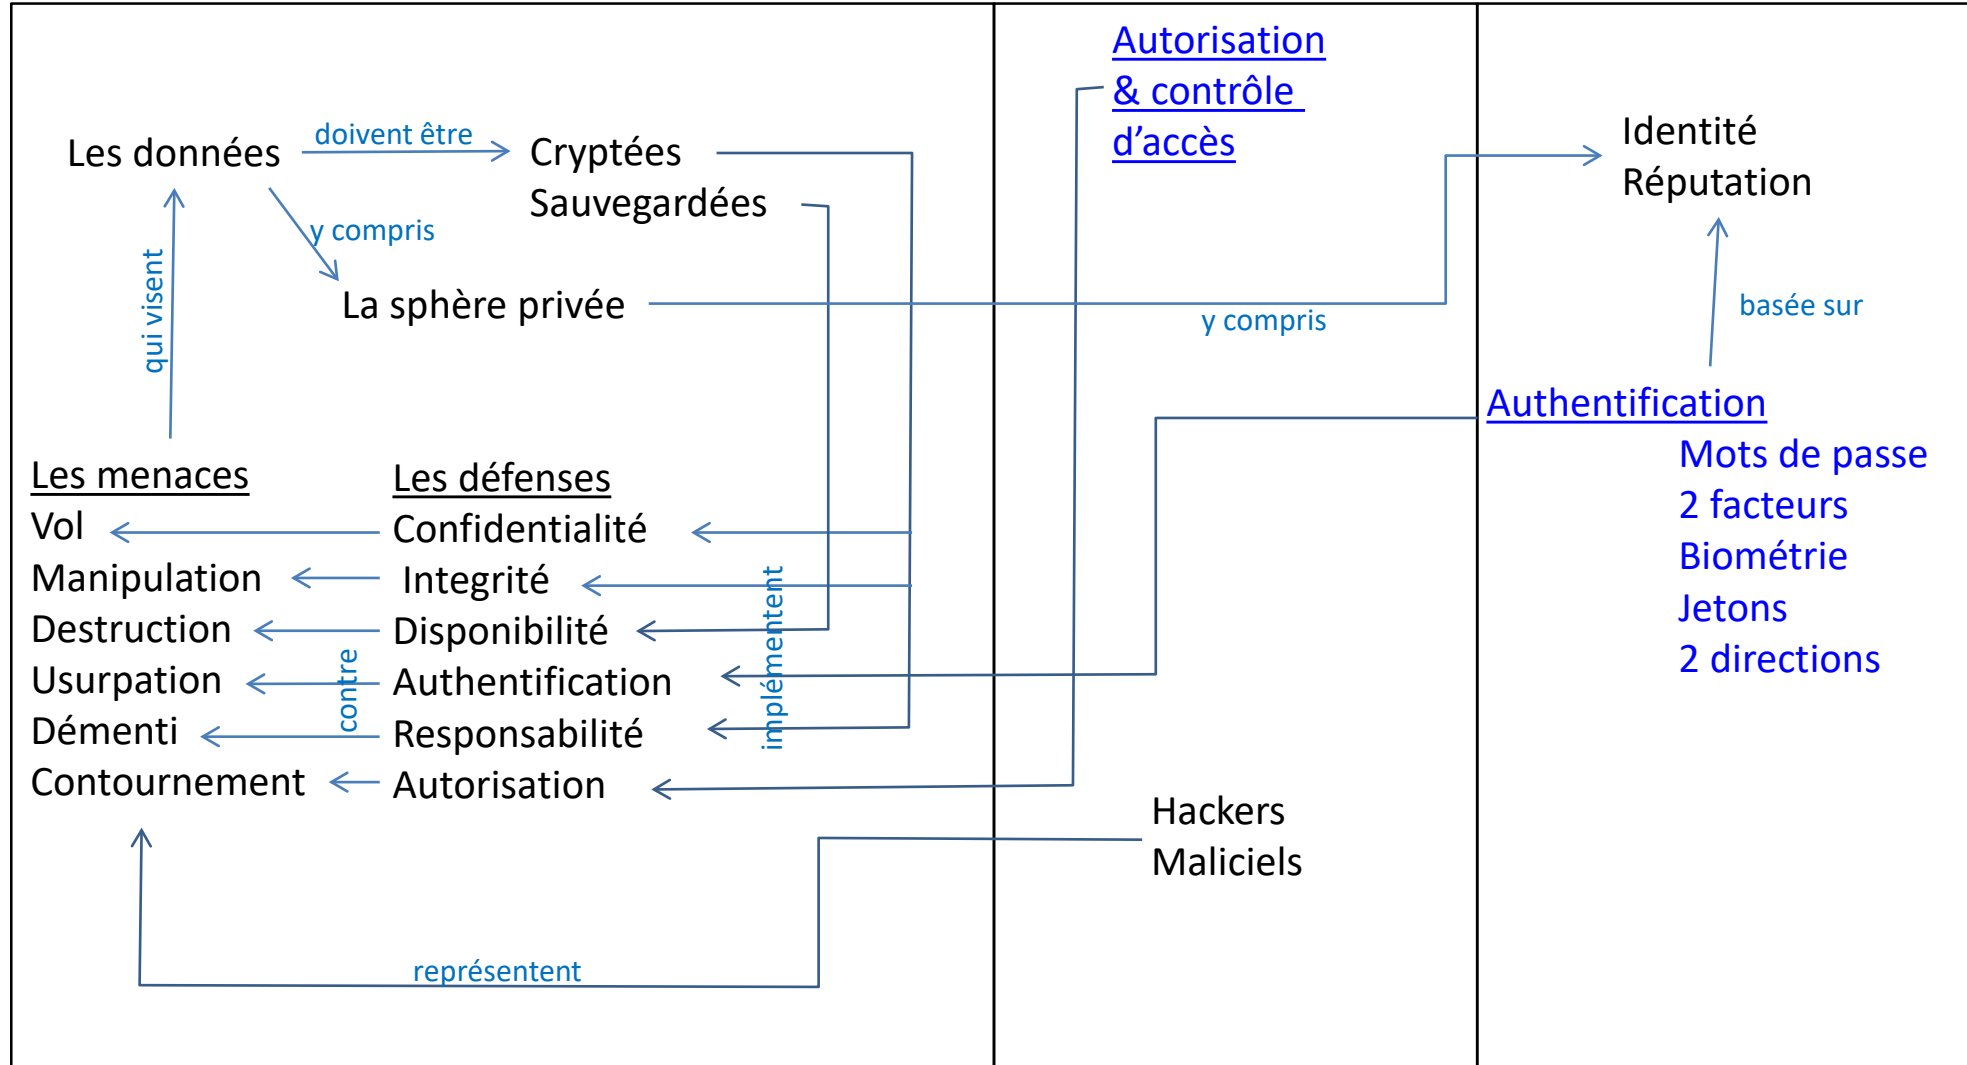 Autorisation
& contrôle
d’accès
Les données
doivent être
Cryptées
Sauvegardées
Identité
Réputation
y compris
La sphère privée
y compris
qui visent
basée sur
Authentification
Mots de passe
2 facteurs
Biométrie
Jetons
2 directions
Les menaces
Vol
Manipulation
Destruction
Usurpation
Démenti
Contournement
contre
Les défenses
Confidentialité
Integrité
Disponibilité
Authentification
Responsabilité
Autorisation
implémentent
Hackers
Maliciels
représentent